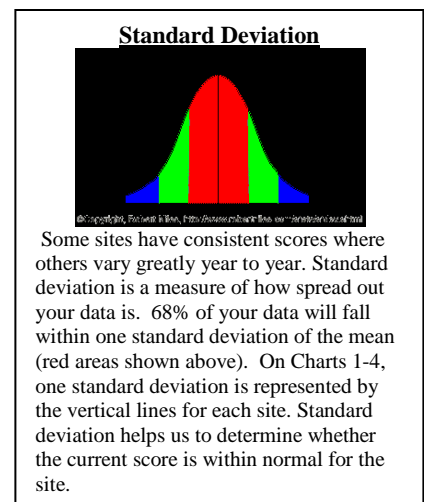 Standard Deviation
©Copyright, Robert
Some sites have consistent scores where
others vary greatly year to year. Standard
deviation is a measure of how spread out
your data is.  68% of your data will fall
within one standard deviation of the mean
(red areas shown above).  On Charts 1-4,
one standard deviation is represented by
the vertical lines for each site. Standard
deviation helps us to determine whether
the current score is within normal for the
site.